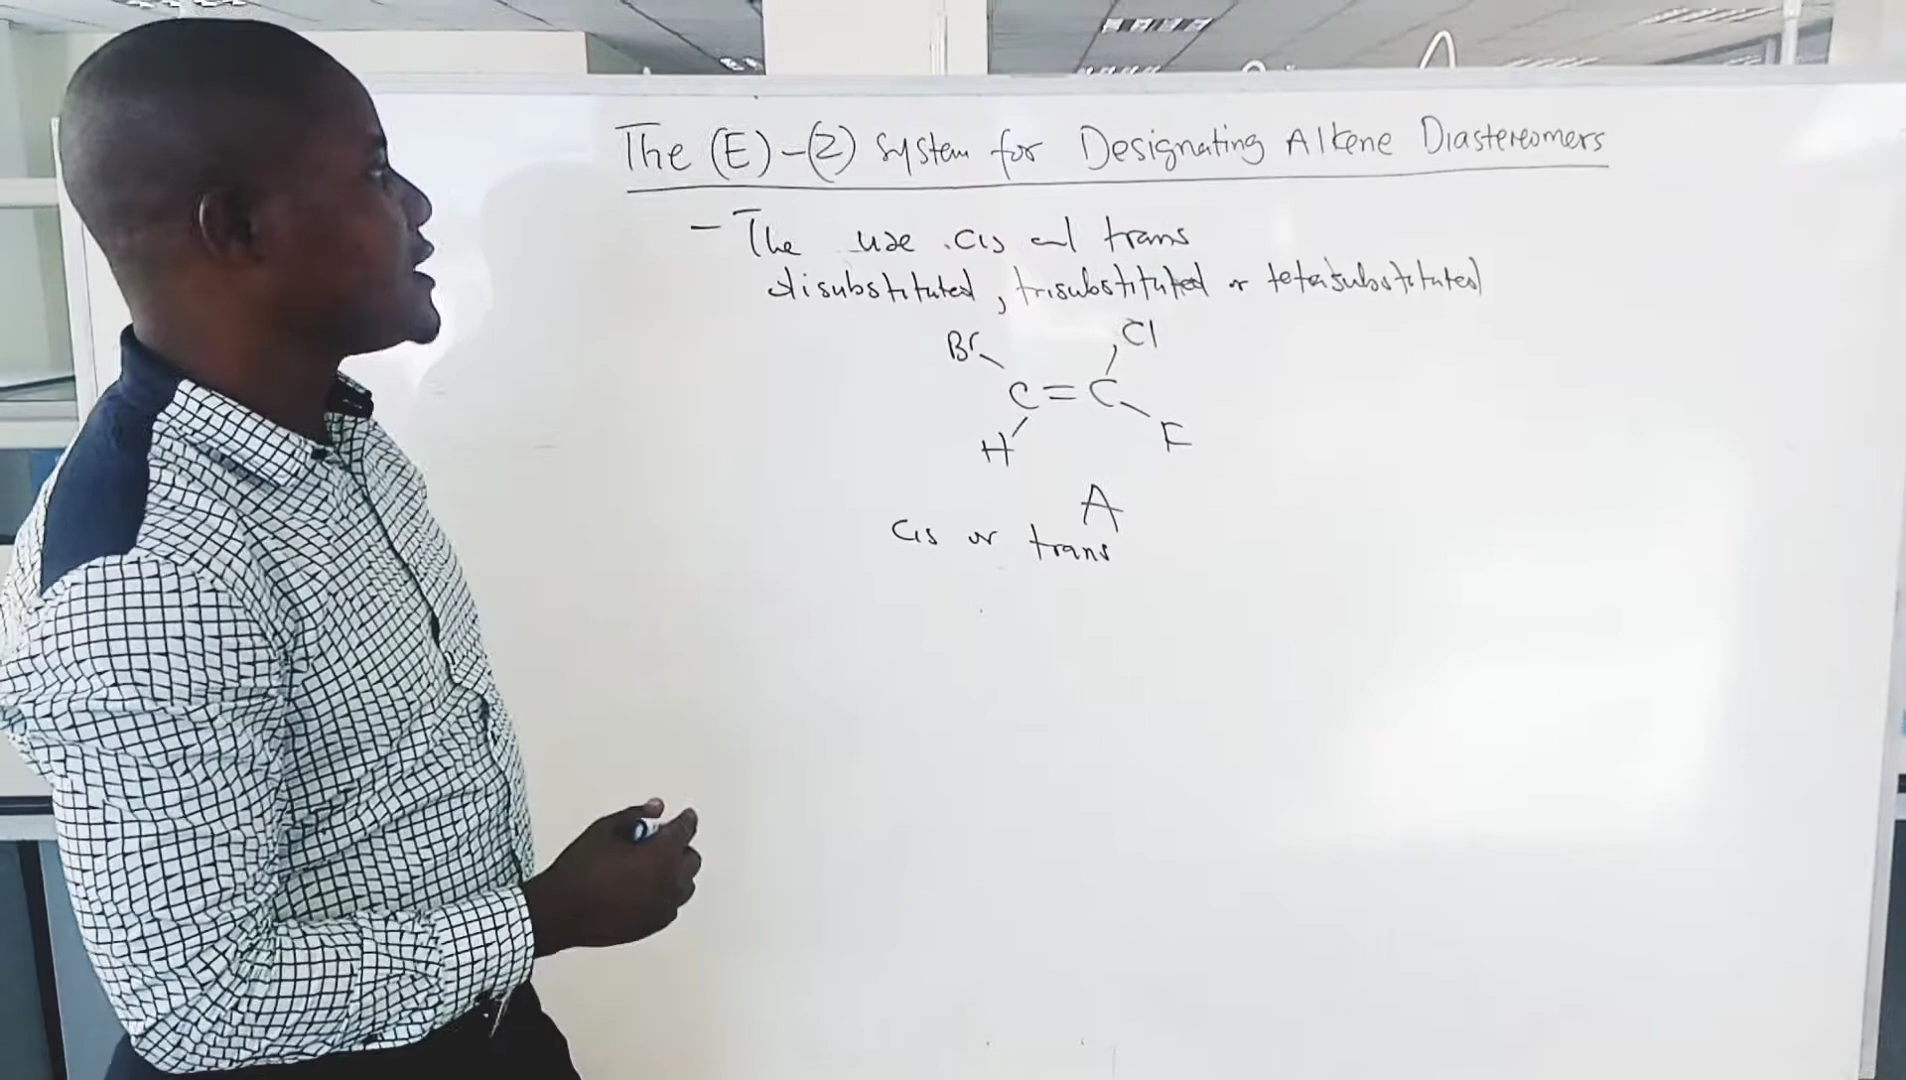 The (E)-(Z) system for Designating Alkene Diastereomers
- The use cis and trans
disubstituted, trisubstituted or tetrasubstituted
Br Cl
C=C
H F
A
cis or trans